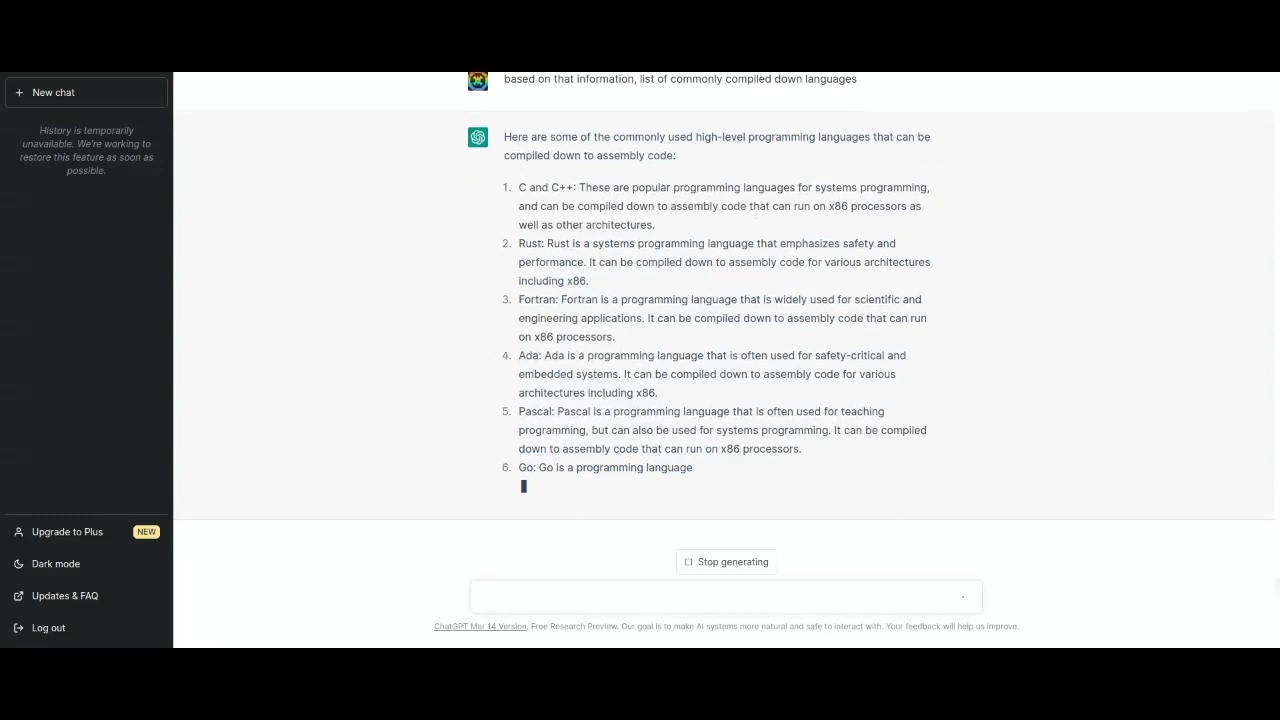 New chat
History is temporarily
unavailable. We're working to
restore this feature as soon as
possible.
based on that information, list of commonly compiled down languages
Here are some of the commonly used high-level programming languages that can be
compiled down to assembly code:
1. C and C++: These are popular programming languages for systems programming,
and can be compiled down to assembly code that can run on x86 processors as
well as other architectures.
2. Rust: Rust is a systems programming language that emphasizes safety and
performance. It can be compiled down to assembly code for various architectures
including x86.
3. Fortran: Fortran is a programming language that is widely used for scientific and
engineering applications. It can be compiled down to assembly code that can run
on x86 processors.
4. Ada: Ada is a programming language that is often used for safety-critical and
embedded systems. It can be compiled down to assembly code for various
architectures including x86.
5. Pascal: Pascal is a programming language that is often used for teaching
programming, but can also be used for systems programming. It can be compiled
down to assembly code that can run on x86 processors.
6. Go: Go is a programming language
Stop generating
Upgrade to Plus NEW
Dark mode
Updates & FAQ
Log out
ChatGPT Mar 14 Version. Free Research Preview. Our goal is to make AI systems more natural and safe to interact with. Your feedback will help us improve.